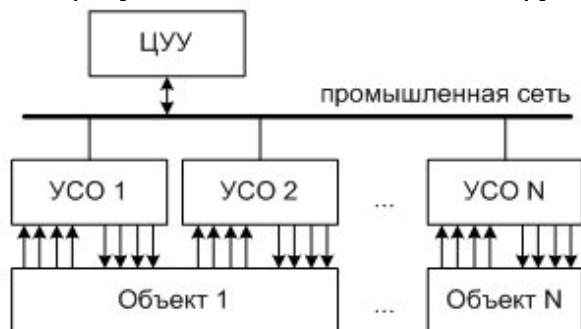 ЦУУ
промышленная сеть
УСО 1 УСО 2 ... УСО N
Объект 1 ... Объект N